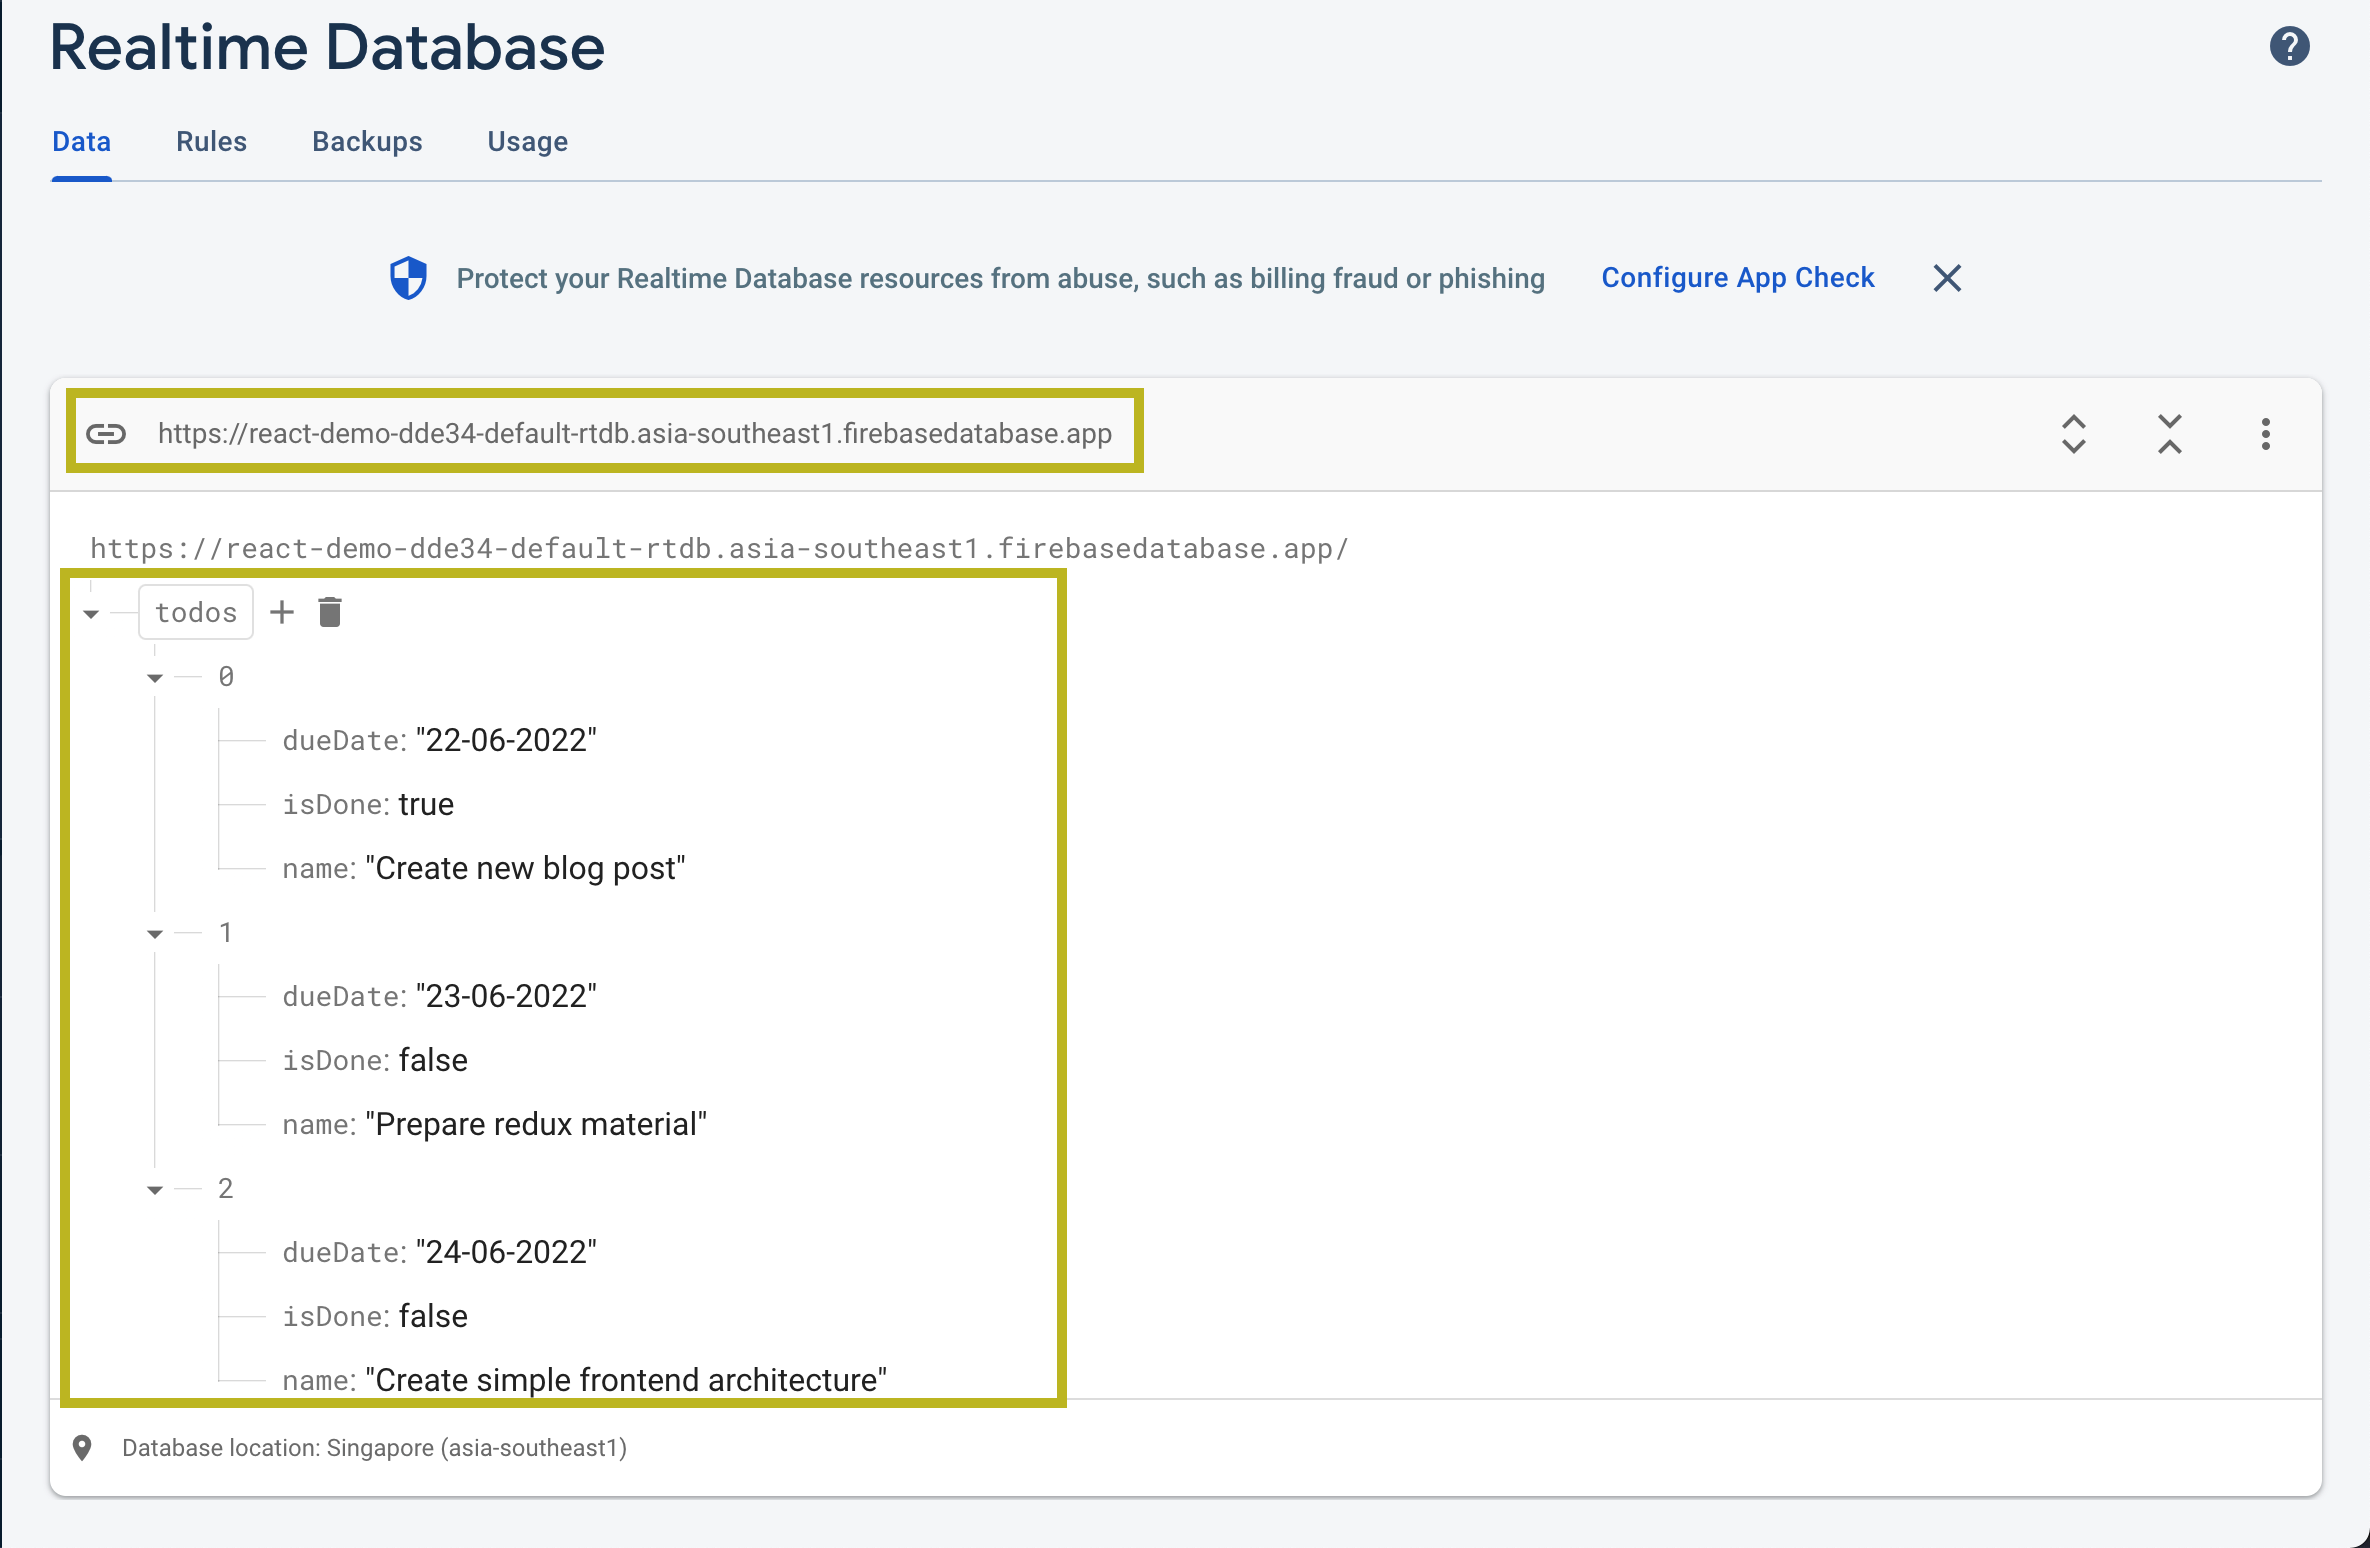 Realtime Database
Data Rules Backups Usage
Protect your Realtime Database resources from abuse, such as billing fraud or phishing Configure App Check
https://react-demo-dde34-default-rtdb.asia-southeast1.firebasedatabase.app
https://react-demo-dde34-default-rtdb.asia-southeast1.firebasedatabase.app/
todos
0
dueDate: "22-06-2022"
isDone: true
name: "Create new blog post"
1
dueDate: "23-06-2022"
isDone: false
name: "Prepare redux material"
2
dueDate: "24-06-2022"
isDone: false
name: "Create simple frontend architecture"
Database location: Singapore (asia-southeast1)